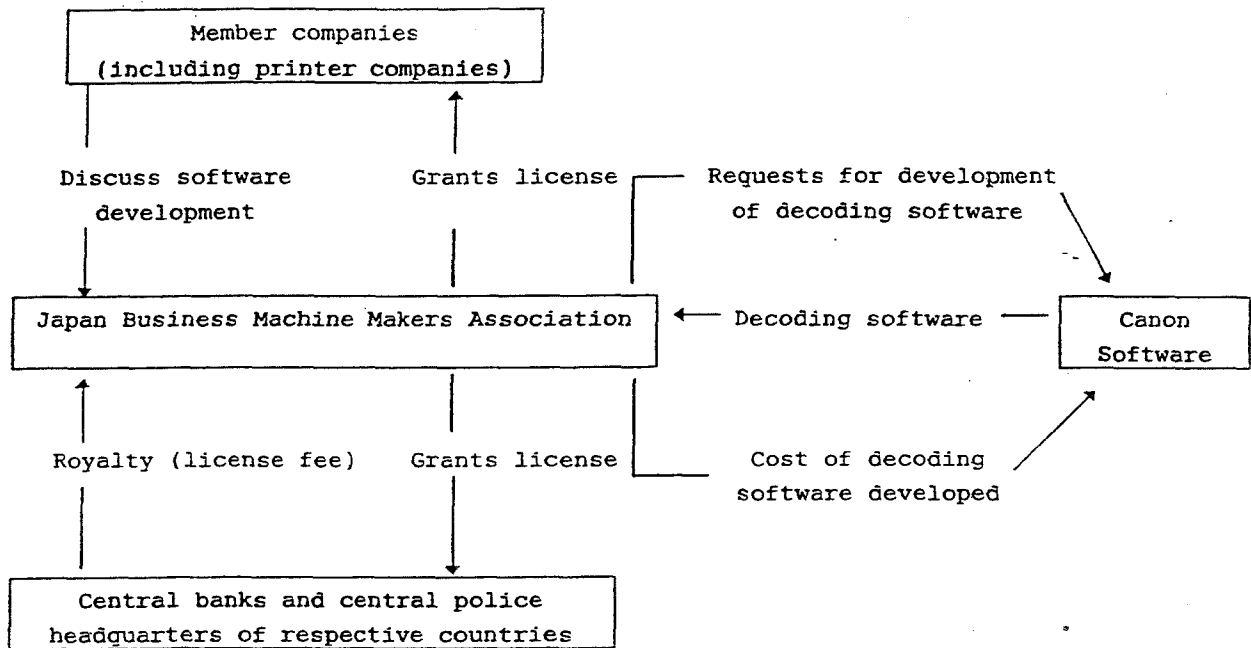 Member companies
(including printer companies)
Discuss software
development
Grants license
Requests for development
of decoding software
Japan Business Machine Makers Association
Decoding software
Canon
Software
Royalty (license fee)
Grants license
Cost of decoding
software developed
Central banks and central police
headquarters of respective countries